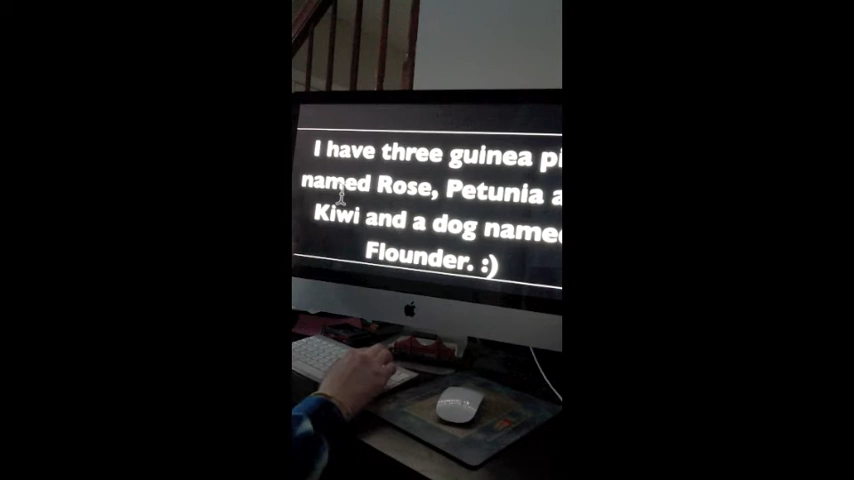 I have three guinea pi
named Rose, Petunia a
Kiwi and a dog name
Flounder. :)